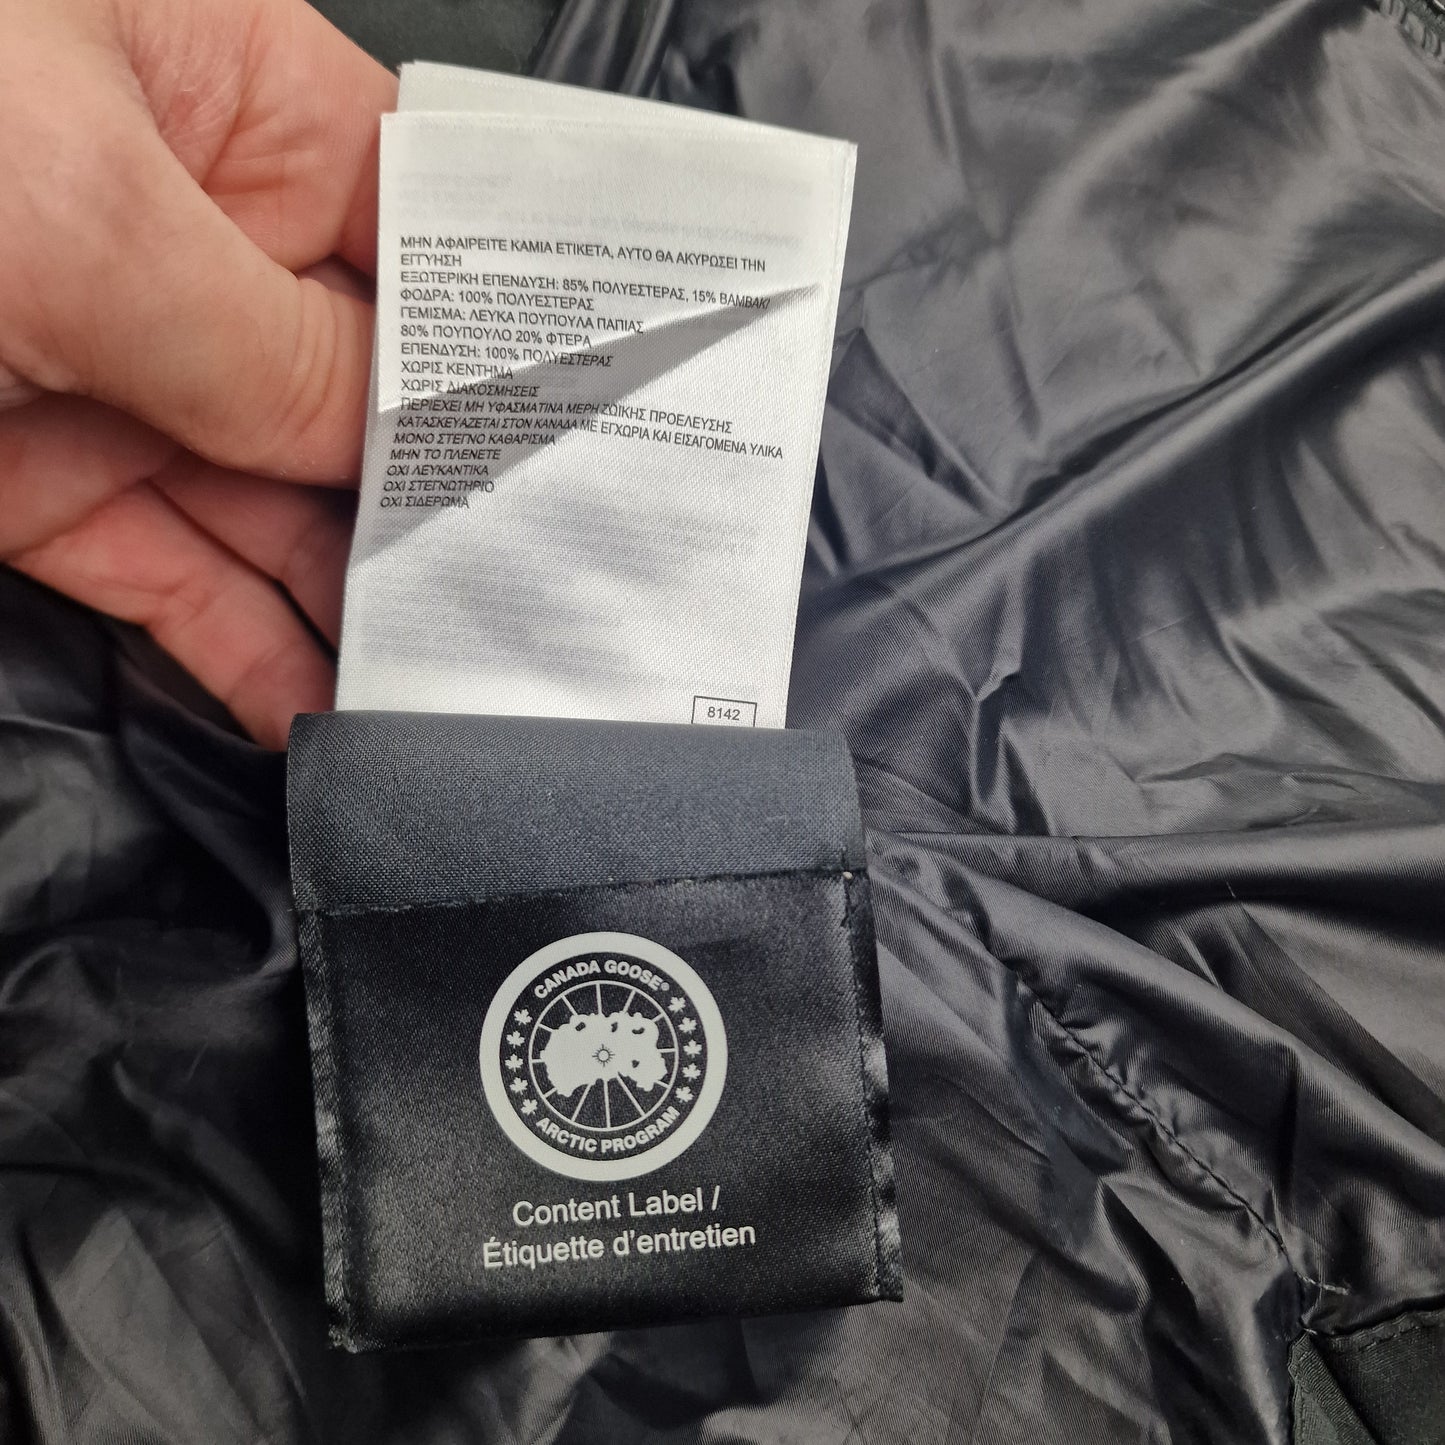 ΜΗΝ ΑΦΑΙΡΕΙΤΕ ΚΑΜΙΑ ΕΤΙΚΕΤΑ, ΑΥΤΟ ΘΑ ΑΚΥΡΩΣΕΙ ΤΗΝ
ΕΓΓΥΗΣΗ
ΕΞΩΤΕΡΙΚΗ ΕΠΕΝΔΥΣΗ: 85% ΠΟΛΥΕΣΤΕΡΑΣ, 15% ΒΑΜΒΑΚΙ
ΦΟΔΡΑ: 100% ΠΟΛΥΕΣΤΕΡΑΣ
ΓΕΜΙΣΜΑ: ΛΕΥΚΑ ΠΟΥΠΟΥΛΑ ΠΑΠΙΑΣ
80% ΠΟΥΠΟΥΛΟ 20% ΦΤΕΡΑ
ΕΠΕΝΔΥΣΗ: 100% ΠΟΛΥΕΣΤΕΡΑΣ
ΧΩΡΙΣ ΚΕΝΤΗΜΑ
ΧΩΡΙΣ ΔΙΑΚΟΣΜΗΣΕΙΣ
ΠΕΡΙΕΧΕΙ ΜΗ ΥΦΑΣΜΑΤΙΝΑ ΜΕΡΗ ΖΩΙΚΗΣ ΠΡΟΕΛΕΥΣΗΣ
ΚΑΤΑΣΚΕΥΑΖΕΤΑΙ ΣΤΟΝ ΚΑΝΑΔΑ ΜΕ ΕΓΧΩΡΙΑ ΚΑΙ ΕΙΣΑΓΟΜΕΝΑ ΥΛΙΚΑ
ΜΟΝΟ ΣΤΕΓΝΟ ΚΑΘΑΡΙΣΜΑ
ΜΗΝ ΤΟ ΠΛΕΝΕΤΕ
ΟΧΙ ΛΕΥΚΑΝΤΙΚΑ
ΟΧΙ ΣΤΕΓΝΩΤΗΡΙΟ
ΟΧΙ ΣΙΔΕΡΩΜΑ
8142
CANADA GOOSE®
ARCTIC PROGRAM
Content Label /
Étiquette d'entretien